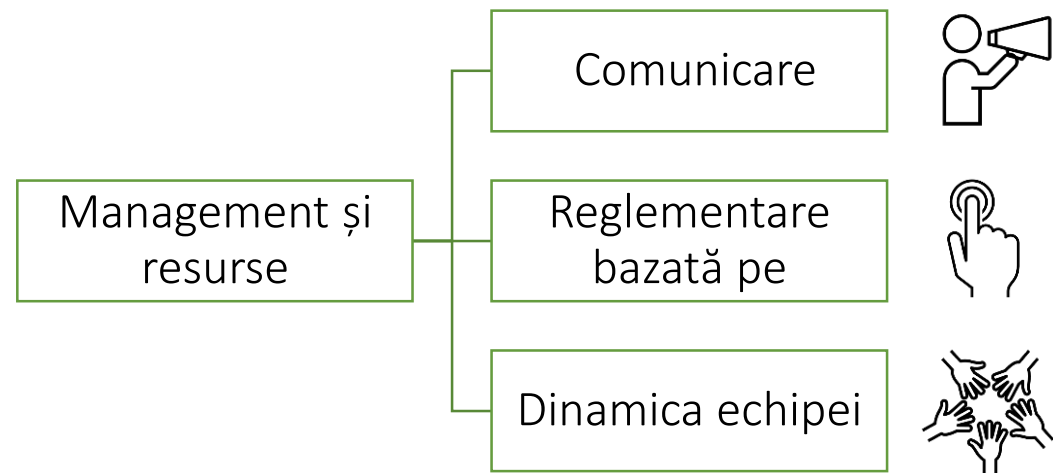 Comunicare
Management și
resurse
Reglementare
bazată pe
Dinamica echipei